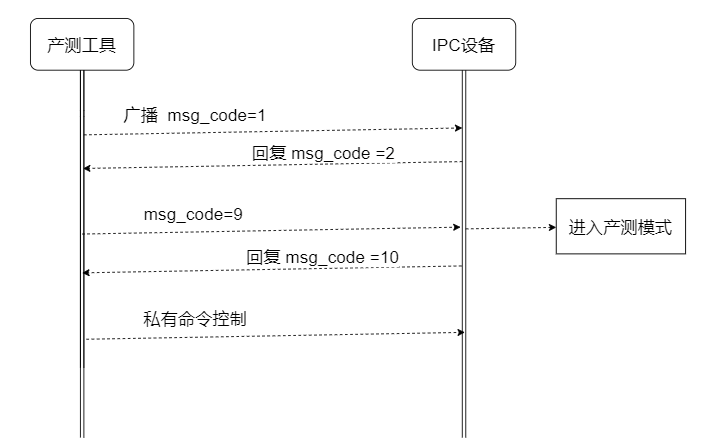 产测工具
IPC设备
广播 msg_code=1
回复 msg_code =2
msg_code=9
进入产测模式
回复 msg_code =10
私有命令控制